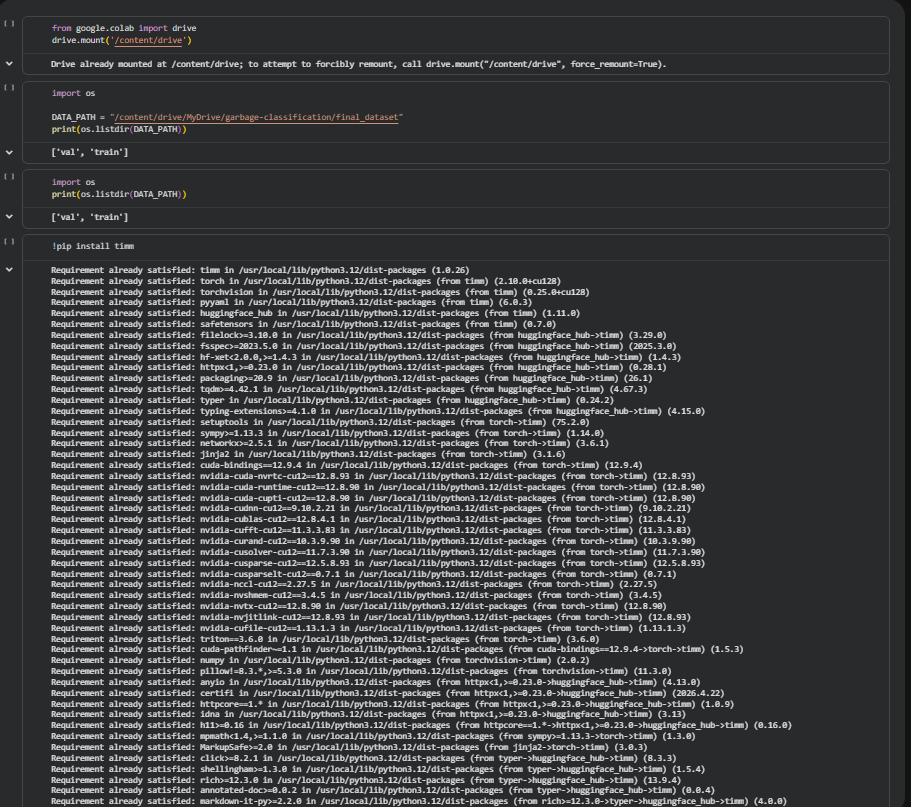 from google.colab import drive
drive.mount('/content/drive')
Drive already mounted at /content/drive; to attempt to forcibly remount, call drive.mount("/content/drive", force_remount=True).
import os
DATA_PATH = "/content/drive/MyDrive/garbage-classification/final_dataset"
print(os.listdir(DATA_PATH))
['val', 'train']
import os
print(os.listdir(DATA_PATH))
['val', 'train']
!pip install timm
Requirement already satisfied: timm in /usr/local/lib/python3.12/dist-packages (1.0.26)
Requirement already satisfied: torch in /usr/local/lib/python3.12/dist-packages (from timm) (2.10.0+cu128)
Requirement already satisfied: torchvision in /usr/local/lib/python3.12/dist-packages (from timm) (0.25.0+cu128)
Requirement already satisfied: pyyaml in /usr/local/lib/python3.12/dist-packages (from timm) (6.0.3)
Requirement already satisfied: huggingface_hub in /usr/local/lib/python3.12/dist-packages (from timm) (1.11.0)
Requirement already satisfied: safetensors in /usr/local/lib/python3.12/dist-packages (from timm) (0.7.0)
Requirement already satisfied: filelock>=3.10.0 in /usr/local/lib/python3.12/dist-packages (from huggingface_hub->timm) (3.29.0)
Requirement already satisfied: fsspec>=2023.5.0 in /usr/local/lib/python3.12/dist-packages (from huggingface_hub->timm) (2025.3.0)
Requirement already satisfied: hf-xet<2.0.0,>=1.4.3 in /usr/local/lib/python3.12/dist-packages (from huggingface_hub->timm) (1.4.3)
Requirement already satisfied: httpx<1,>=0.23.0 in /usr/local/lib/python3.12/dist-packages (from huggingface_hub->timm) (0.28.1)
Requirement already satisfied: packaging>=20.9 in /usr/local/lib/python3.12/dist-packages (from huggingface_hub->timm) (26.1)
Requirement already satisfied: tqdm>=4.42.1 in /usr/local/lib/python3.12/dist-packages (from huggingface_hub->timm) (4.67.3)
Requirement already satisfied: typer in /usr/local/lib/python3.12/dist-packages (from huggingface_hub->timm) (0.24.2)
Requirement already satisfied: typing-extensions>=4.1.0 in /usr/local/lib/python3.12/dist-packages (from huggingface_hub->timm) (4.15.0)
Requirement already satisfied: setuptools in /usr/local/lib/python3.12/dist-packages (from torch->timm) (75.2.0)
Requirement already satisfied: sympy>=1.13.3 in /usr/local/lib/python3.12/dist-packages (from torch->timm) (1.14.0)
Requirement already satisfied: networkx>=2.5.1 in /usr/local/lib/python3.12/dist-packages (from torch->timm) (3.6.1)
Requirement already satisfied: jinja2 in /usr/local/lib/python3.12/dist-packages (from torch->timm) (3.1.6)
Requirement already satisfied: cuda-bindings==12.9.4 in /usr/local/lib/python3.12/dist-packages (from torch->timm) (12.9.4)
Requirement already satisfied: nvidia-cuda-nvrtc-cu12==12.8.93 in /usr/local/lib/python3.12/dist-packages (from torch->timm) (12.8.93)
Requirement already satisfied: nvidia-cuda-runtime-cu12==12.8.90 in /usr/local/lib/python3.12/dist-packages (from torch->timm) (12.8.90)
Requirement already satisfied: nvidia-cuda-cupti-cu12==12.8.90 in /usr/local/lib/python3.12/dist-packages (from torch->timm) (12.8.90)
Requirement already satisfied: nvidia-cudnn-cu12==9.10.2.21 in /usr/local/lib/python3.12/dist-packages (from torch->timm) (9.10.2.21)
Requirement already satisfied: nvidia-cublas-cu12==12.8.4.1 in /usr/local/lib/python3.12/dist-packages (from torch->timm) (12.8.4.1)
Requirement already satisfied: nvidia-cufft-cu12==11.3.3.83 in /usr/local/lib/python3.12/dist-packages (from torch->timm) (11.3.3.83)
Requirement already satisfied: nvidia-curand-cu12==10.3.9.90 in /usr/local/lib/python3.12/dist-packages (from torch->timm) (10.3.9.90)
Requirement already satisfied: nvidia-cusolver-cu12==11.7.3.90 in /usr/local/lib/python3.12/dist-packages (from torch->timm) (11.7.3.90)
Requirement already satisfied: nvidia-cusparse-cu12==12.5.8.93 in /usr/local/lib/python3.12/dist-packages (from torch->timm) (12.5.8.93)
Requirement already satisfied: nvidia-cusparselt-cu12==0.7.1 in /usr/local/lib/python3.12/dist-packages (from torch->timm) (0.7.1)
Requirement already satisfied: nvidia-nccl-cu12==2.27.5 in /usr/local/lib/python3.12/dist-packages (from torch->timm) (2.27.5)
Requirement already satisfied: nvidia-nvshmem-cu12==3.4.5 in /usr/local/lib/python3.12/dist-packages (from torch->timm) (3.4.5)
Requirement already satisfied: nvidia-nvtx-cu12==12.8.90 in /usr/local/lib/python3.12/dist-packages (from torch->timm) (12.8.90)
Requirement already satisfied: nvidia-nvjitlink-cu12==12.8.93 in /usr/local/lib/python3.12/dist-packages (from torch->timm) (12.8.93)
Requirement already satisfied: nvidia-cufile-cu12==1.13.1.3 in /usr/local/lib/python3.12/dist-packages (from torch->timm) (1.13.1.3)
Requirement already satisfied: triton==3.6.0 in /usr/local/lib/python3.12/dist-packages (from torch->timm) (3.6.0)
Requirement already satisfied: cuda-pathfinder~=1.1 in /usr/local/lib/python3.12/dist-packages (from cuda-bindings==12.9.4->torch->timm) (1.5.3)
Requirement already satisfied: numpy in /usr/local/lib/python3.12/dist-packages (from torchvision->timm) (2.0.2)
Requirement already satisfied: pillow!=8.3.*,>=5.3.0 in /usr/local/lib/python3.12/dist-packages (from torchvision->timm) (11.3.0)
Requirement already satisfied: anyio in /usr/local/lib/python3.12/dist-packages (from httpx<1,>=0.23.0->huggingface_hub->timm) (4.13.0)
Requirement already satisfied: certifi in /usr/local/lib/python3.12/dist-packages (from httpx<1,>=0.23.0->huggingface_hub->timm) (2026.4.22)
Requirement already satisfied: httpcore==1.* in /usr/local/lib/python3.12/dist-packages (from httpx<1,>=0.23.0->huggingface_hub->timm) (1.0.9)
Requirement already satisfied: idna in /usr/local/lib/python3.12/dist-packages (from httpx<1,>=0.23.0->huggingface_hub->timm) (3.13)
Requirement already satisfied: h11>=0.16 in /usr/local/lib/python3.12/dist-packages (from httpcore==1.*->httpx<1,>=0.23.0->huggingface_hub->timm) (0.16.0)
Requirement already satisfied: mpmath<1.4,>=1.1.0 in /usr/local/lib/python3.12/dist-packages (from sympy>=1.13.3->torch->timm) (1.3.0)
Requirement already satisfied: MarkupSafe>=2.0 in /usr/local/lib/python3.12/dist-packages (from jinja2->torch->timm) (3.0.3)
Requirement already satisfied: click>=8.2.1 in /usr/local/lib/python3.12/dist-packages (from typer->huggingface_hub->timm) (8.3.3)
Requirement already satisfied: shellingham>=1.3.0 in /usr/local/lib/python3.12/dist-packages (from typer->huggingface_hub->timm) (1.5.4)
Requirement already satisfied: rich>=12.3.0 in /usr/local/lib/python3.12/dist-packages (from typer->huggingface_hub->timm) (13.9.4)
Requirement already satisfied: annotated-doc>=0.0.2 in /usr/local/lib/python3.12/dist-packages (from typer->huggingface_hub->timm) (0.0.4)
Requirement already satisfied: markdown-it-py>=2.2.0 in /usr/local/lib/python3.12/dist-packages (from rich>=12.3.0->typer->huggingface_hub->timm) (4.0.0)